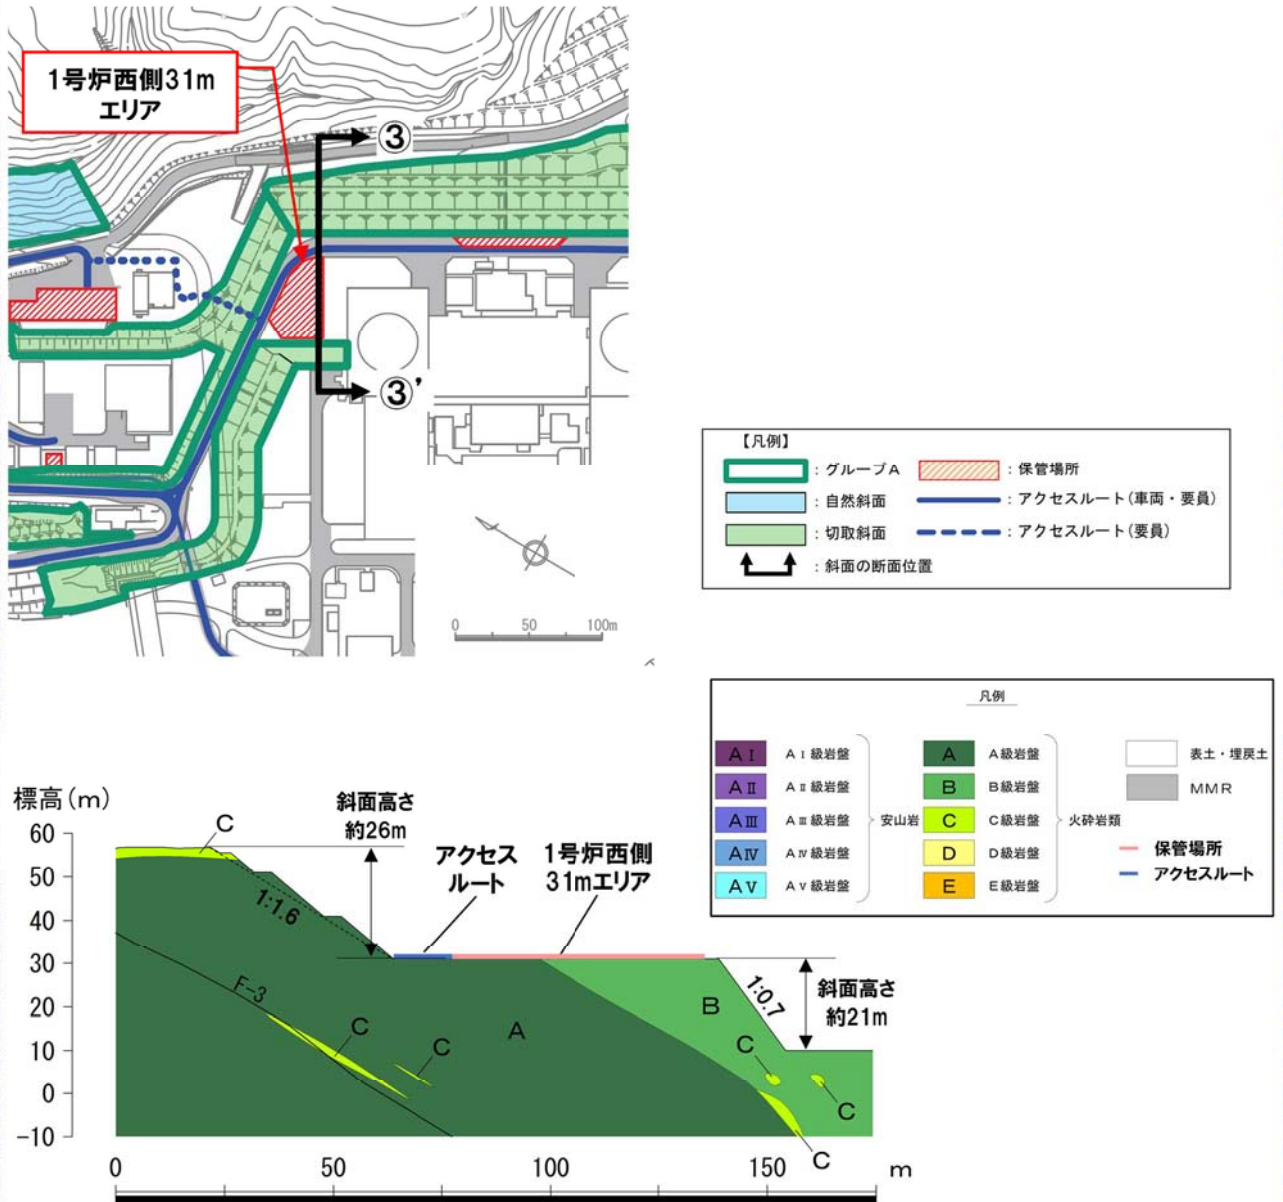 1号炉西側31m
エリア
③
③'
0 50 100m
【凡例】
: グループA
: 保管場所
: 自然斜面
: アクセスルート(車両・要員)
: 切取斜面
: アクセスルート(要員)
: 斜面の断面位置
凡例
AⅠ AⅠ級岩盤
AⅡ AⅡ級岩盤
AⅢ AⅢ級岩盤
AⅣ AⅣ級岩盤
AⅤ AⅤ級岩盤
安山岩
A A級岩盤
B B級岩盤
C C級岩盤
D D級岩盤
E E級岩盤
火砕岩類
表土・埋戻土
MMR
保管場所
アクセスルート
標高(m)
60
50
40
30
20
10
0
-10
C
斜面高さ
約26m
アクセス
ルート
1号炉西側
31mエリア
1:1.6
F-3
C
C
A
B
1:0.7
斜面高さ
約21m
C
C
C
0 50 100 150 m